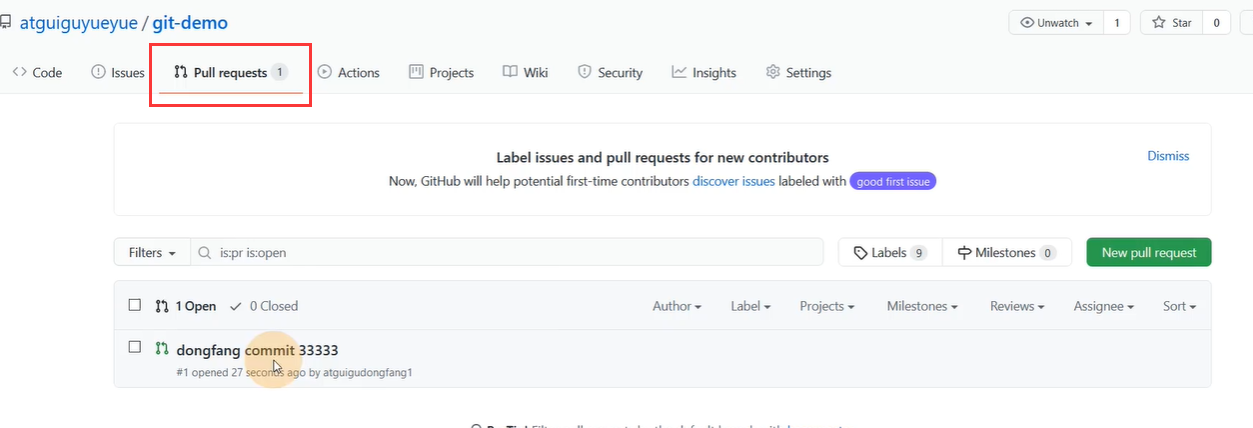 atguiguyueyue / git-demo
Unwatch 1 Star 0
Code Issues Pull requests 1 Actions Projects Wiki Security Insights Settings
Label issues and pull requests for new contributors
Dismiss
Now, GitHub will help potential first-time contributors discover issues labeled with good first issue
Filters is:pr is:open Labels 9 Milestones 0 New pull request
1 Open 0 Closed Author Label Projects Milestones Reviews Assignee Sort
dongfang commit 33333
#1 opened 27 seconds ago by atguigudongfang1